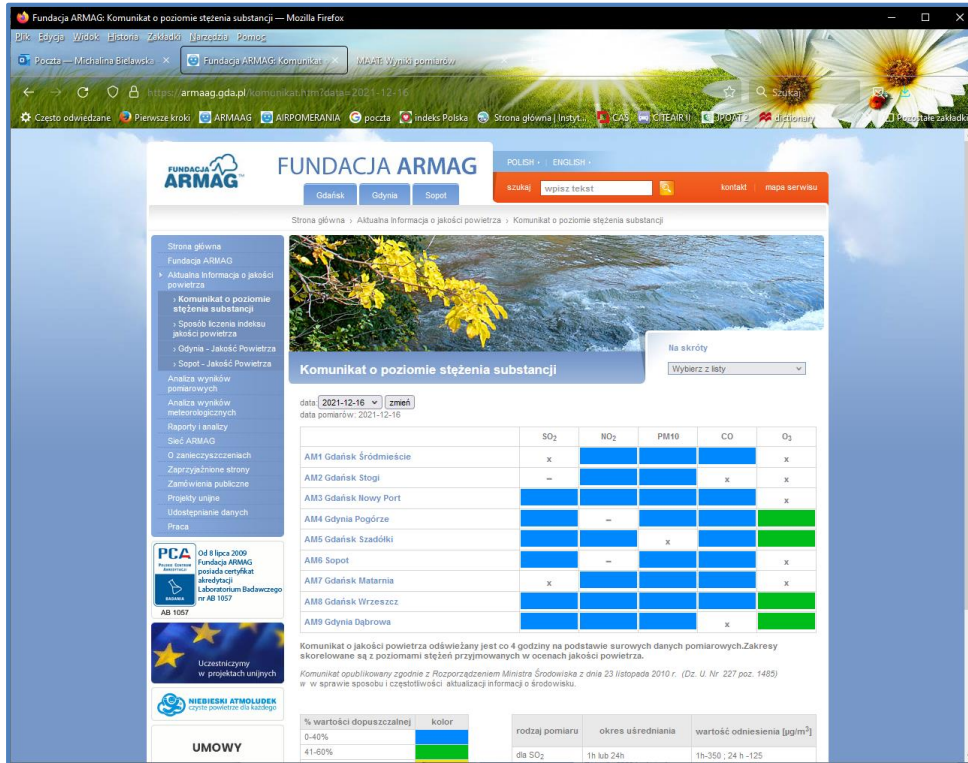 Fundacja ARMAG: Komunikat o poziomie stężenia substancji — Mozilla Firefox
Plik Edycja Widok Historia Zakładki Narzędzia Pomoc
Poczta — Michalina Bielawska
Fundacja ARMAG: Komunikat
MAAT: Wyniki pomiarów
https://armaag.gda.pl/komunikat.htm?data=2021-12-16
Szukaj
Często odwiedzane Pierwsze kroki ARMAAG AIRPOMERANIA poczta indeks Polska Strona główna | Instyt... CAS CITEAIR II JPOAT2 dictionary Pozostałe zakładki
FUNDACJA
ARMAG
FUNDACJA ARMAG
Gdańsk Gdynia Sopot
POLISH ENGLISH
szukaj wpisz tekst kontakt | mapa serwisu
Strona główna › Aktualna Informacja o jakości powietrza › Komunikat o poziomie stężenia substancji
Strona główna
Fundacja ARMAG
Aktualna Informacja o jakości
powietrza
› Komunikat o poziomie
stężenia substancji
› Sposób liczenia indeksu
jakości powietrza
› Gdynia - Jakość Powietrza
› Sopot - Jakość Powietrza
Analiza wyników
pomiarowych
Analiza wyników
meteorologicznych
Raporty i analizy
Sieć ARMAG
O zanieczyszczeniach
Zaprzyjaźnione strony
Zamówienia publiczne
Projekty unijne
Udostępnianie danych
Praca
PCA
POLSKIE CENTRUM
AKREDYTACJI
BADANIA
AB 1057
Od 8 lipca 2009
Fundacja ARMAG
posiada certyfikat
akredytacji
Laboratorium Badawczego
nr AB 1057
Uczestniczymy
w projektach unijnych
NIEBIESKI ATMOLUDEK
czyste powietrze dla każdego
UMOWY
Na skróty
Wybierz z listy
Komunikat o poziomie stężenia substancji
data: 2021-12-16 zmień
data pomiarów: 2021-12-16
SO2 NO2 PM10 CO O3
AM1 Gdańsk Śródmieście x x
AM2 Gdańsk Stogi – x x
AM3 Gdańsk Nowy Port x
AM4 Gdynia Pogórze –
AM5 Gdańsk Szadółki x
AM6 Sopot – x
AM7 Gdańsk Matarnia x x
AM8 Gdańsk Wrzeszcz
AM9 Gdynia Dąbrowa x
Komunikat o jakości powietrza odświeżany jest co 4 godziny na podstawie surowych danych pomiarowych.Zakresy
skorelowane są z poziomami stężeń przyjmowanych w ocenach jakości powietrza.
Komunikat opublikowany zgodnie z Rozporządzeniem Ministra Środowiska z dnia 23 listopada 2010 r. (Dz. U. Nr 227 poz. 1485)
w w sprawie sposobu i częstotliwości aktualizacji informacji o środowisku.
% wartości dopuszczalnej kolor
0-40%
41-60%
rodzaj pomiaru okres uśredniania wartość odniesienia [µg/m3]
dla SO2 1h lub 24h 1h-350 ; 24 h -125